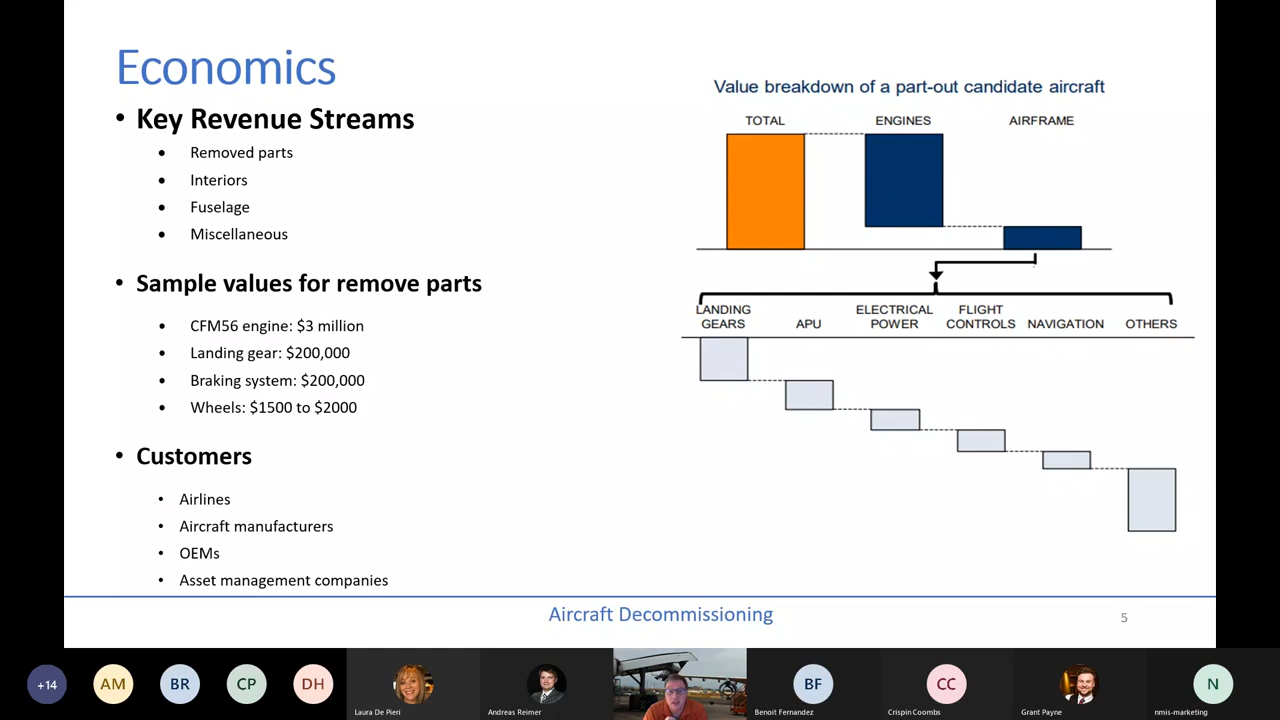 Economics
• Key Revenue Streams
• Removed parts
• Interiors
• Fuselage
• Miscellaneous
• Sample values for remove parts
• CFM56 engine: $3 million
• Landing gear: $200,000
• Braking system: $200,000
• Wheels: $1500 to $2000
• Customers
• Airlines
• Aircraft manufacturers
• OEMs
• Asset management companies
Value breakdown of a part-out candidate aircraft
TOTAL ENGINES AIRFRAME
LANDING GEARS
APU
ELECTRICAL POWER
FLIGHT CONTROLS
NAVIGATION
OTHERS
Aircraft Decommissioning
5
+14
AM
BR
CP
DH
Laura De Pieri
Andreas Reimer
BF
Benoit Fernandez
CC
Crispin Coombs
Grant Payne
N
nmis-marketing